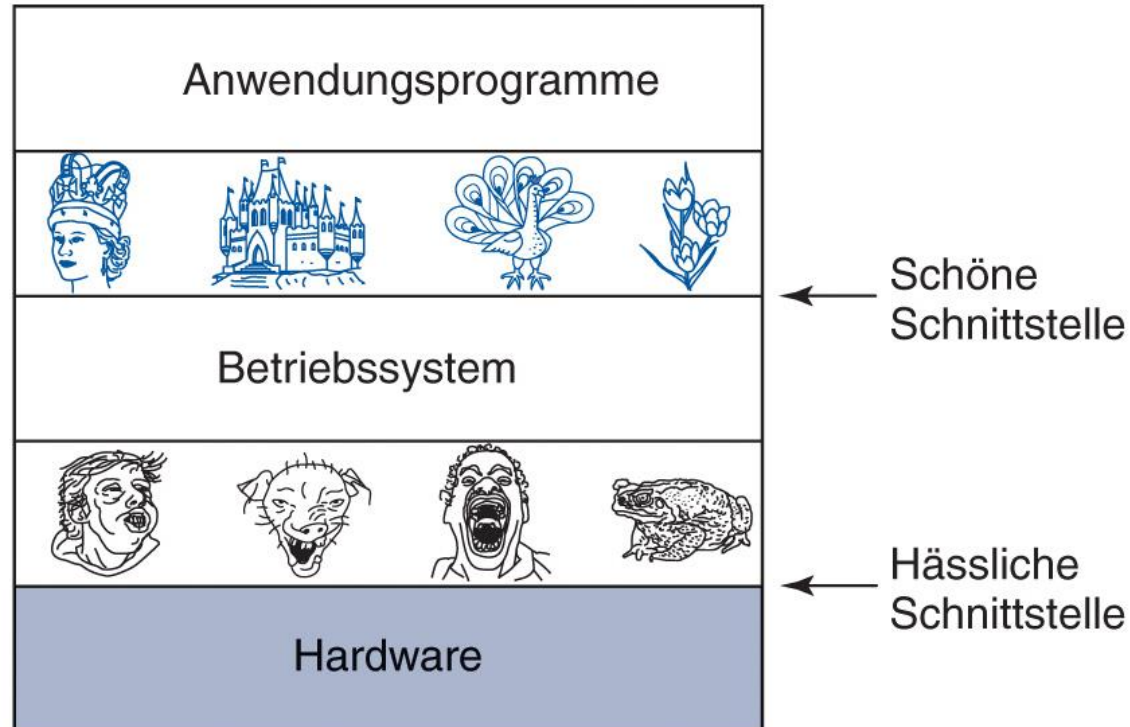 Anwendungsprogramme
Schöne
Schnittstelle
Betriebssystem
Hässliche
Schnittstelle
Hardware